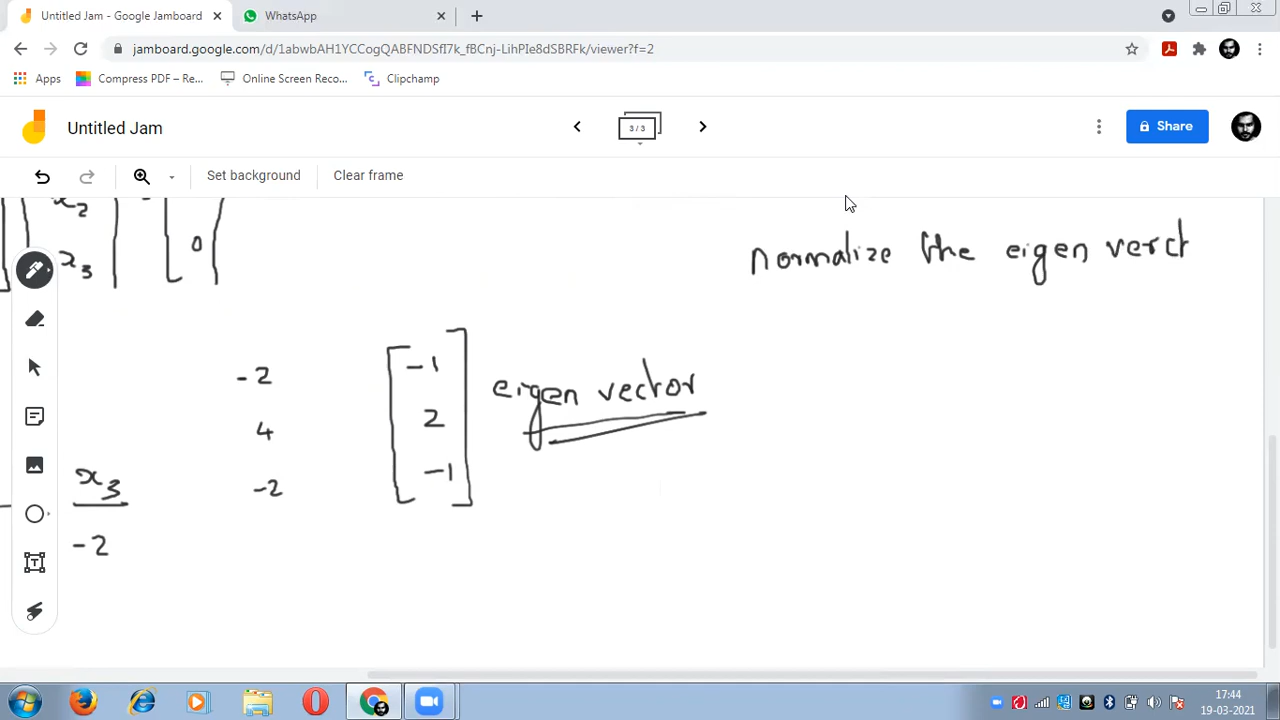 Untitled Jam - Google Jamboard
WhatsApp
jamboard.google.com/d/1abwbAH1YCCogQABFNDSfI7k_fBCnj-LihPIe8dSBRFk/viewer?f=2
Apps
Compress PDF – Re...
Online Screen Reco...
Clipchamp
Untitled Jam
3 / 3
Share
Set background
Clear frame
x2
x3
0
normalize the eigen verct
-2
4
-2
-1
2
-1
eigen vector
x3
-2
17:44
19-03-2021